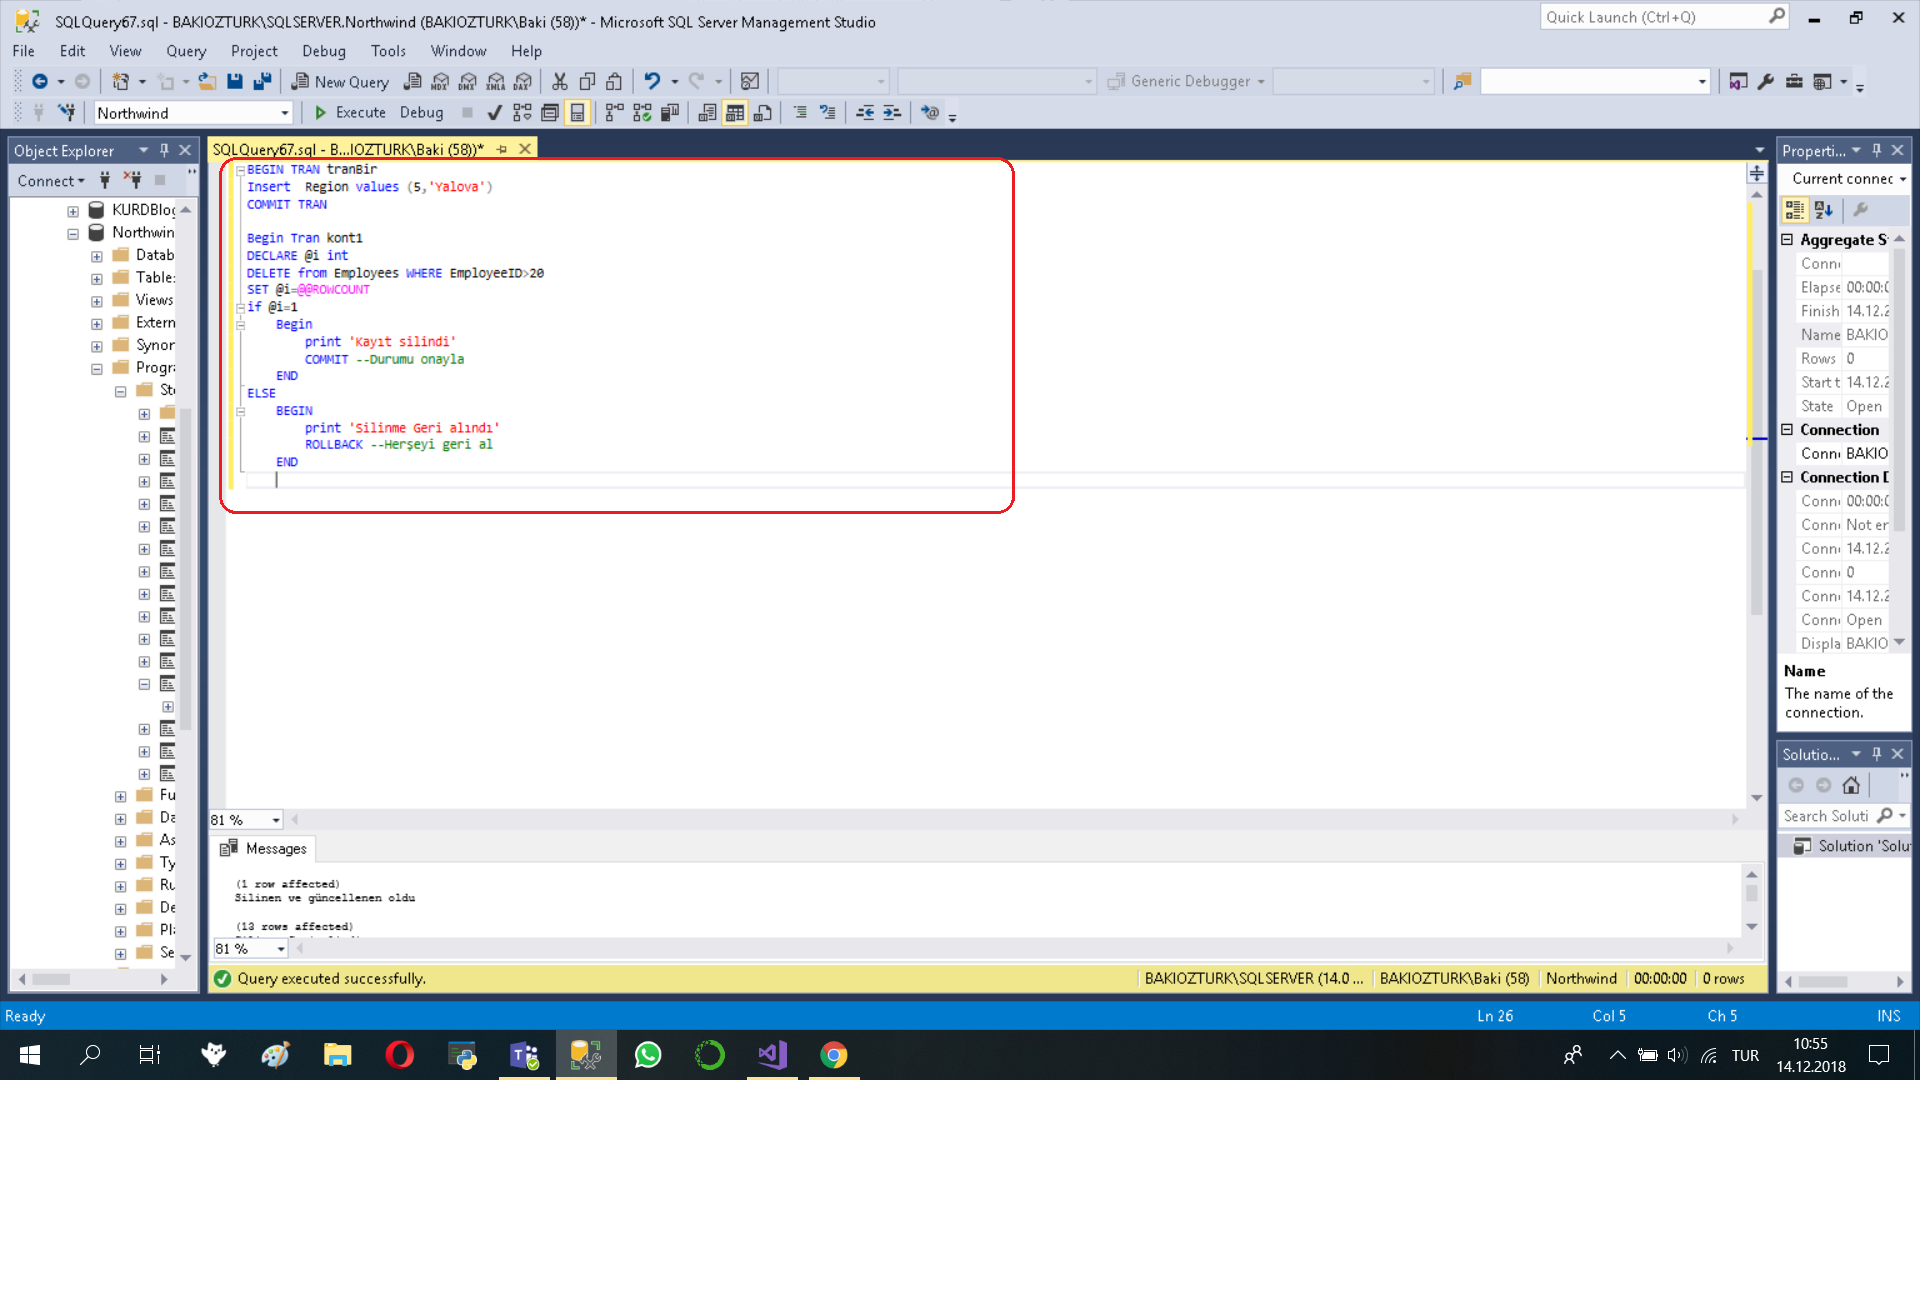 SQLQuery67.sql - BAKIOZTURK\SQLSERVER.Northwind (BAKIOZTURK\Baki (58))* - Microsoft SQL Server Management Studio
Quick Launch (Ctrl+Q)
File Edit View Query Project Debug Tools Window Help
New Query MDX DMX XMLA DAX Generic Debugger
Northwind Execute Debug
Object Explorer
Connect
KURDBlog
Northwin
Datab
Table
Views
Extern
Synor
Progr
Sto
Fu
Da
As
Ty
Ru
De
Pl
Se
SQLQuery67.sql - B...IOZTURK\Baki (58))*
BEGIN TRAN tranBir
Insert  Region values (5,'Yalova')
COMMIT TRAN
Begin Tran kont1
DECLARE @i int
DELETE from Employees WHERE EmployeeID>20
SET @i=@@ROWCOUNT
if @i=1
Begin
print 'Kayıt silindi'
COMMIT --Durumu onayla
END
ELSE
BEGIN
print 'Silinme Geri alındı'
ROLLBACK --Herşeyi geri al
END
81 %
Messages
(1 row affected)
Silinen ve güncellenen oldu
(13 rows affected)
81 %
Query executed successfully.
BAKIOZTURK\SQLSERVER (14.0 ... BAKIOZTURK\Baki (58) Northwind 00:00:00 0 rows
Properti...
Current connec
Aggregate S
Conn
Elapse 00:00:0
Finish 14.12.2
Name BAKIO
Rows 0
Start t 14.12.2
State Open
Connection
Conn BAKIO
Connection D
Conn 00:00:0
Conn Not er
Conn 14.12.2
Conn 0
Conn 14.12.2
Conn Open
Displa BAKIO
Name
The name of the
connection.
Solutio...
Search Soluti
Solution 'Solu
Ready Ln 26 Col 5 Ch 5 INS
TUR
10:55
14.12.2018